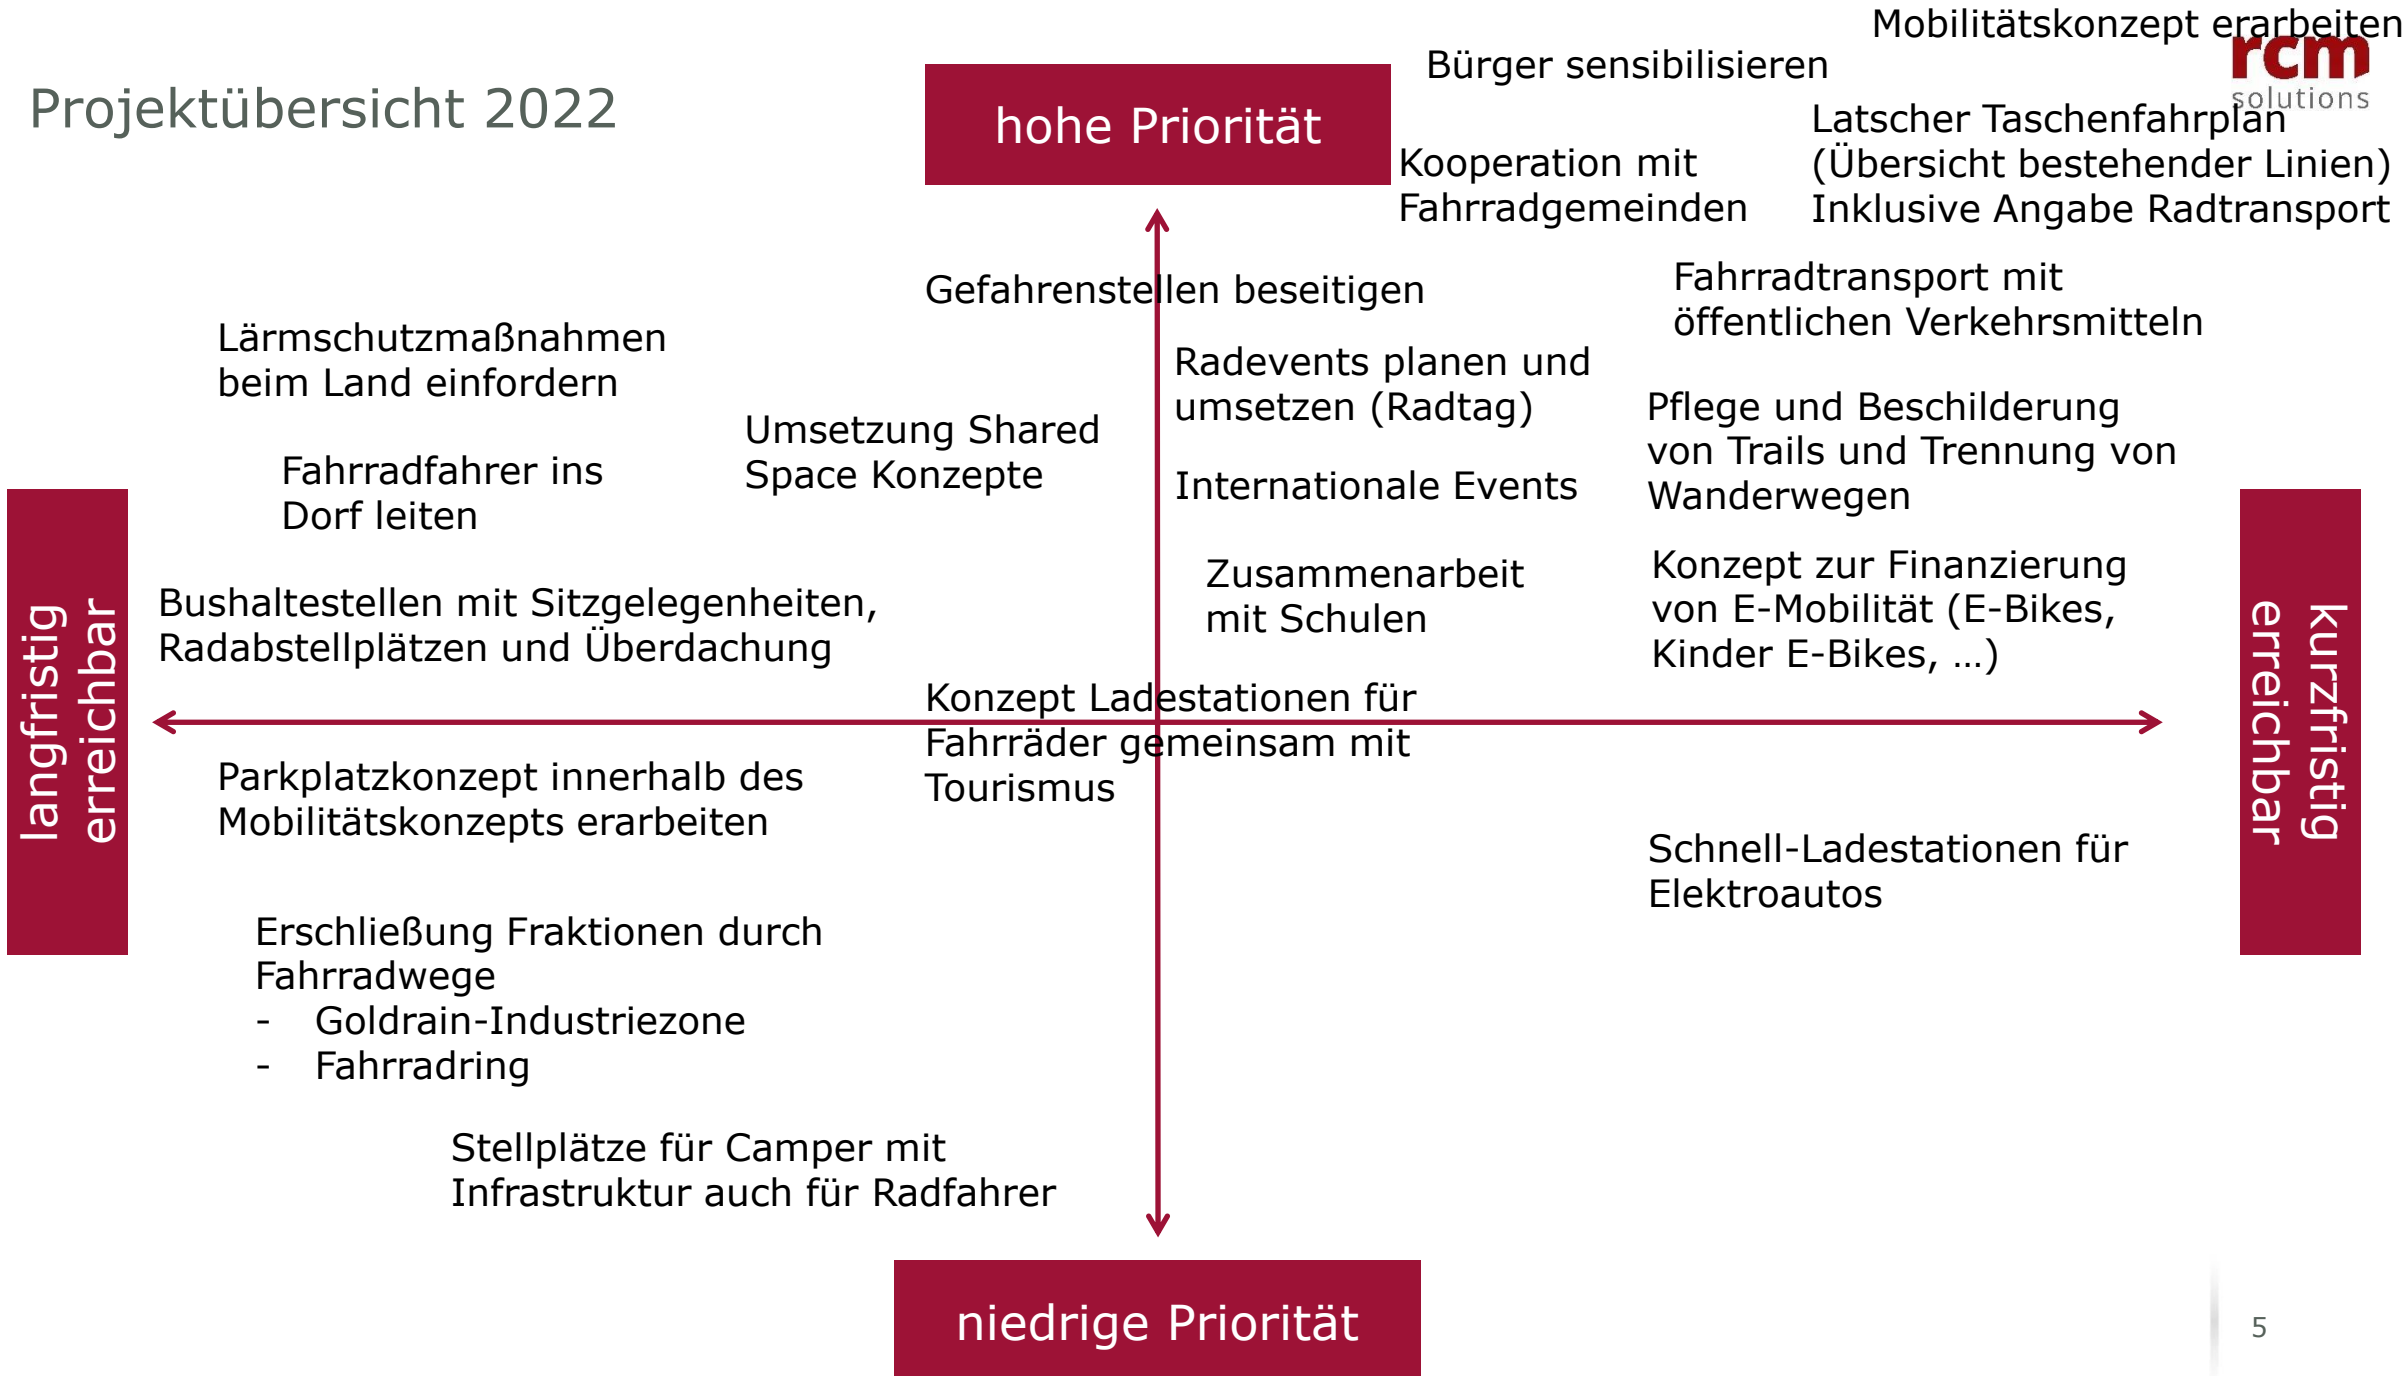 Projektübersicht 2022
hohe Priorität
Mobilitätskonzept erarbeiten
Bürger sensibilisieren
rcm
solutions
Latscher Taschenfahrplan
(Übersicht bestehender Linien)
Inklusive Angabe Radtransport
Kooperation mit
Fahrradgemeinden
Gefahrenstellen beseitigen
Fahrradtransport mit
öffentlichen Verkehrsmitteln
Lärmschutzmaßnahmen
beim Land einfordern
Radevents planen und
umsetzen (Radtag)
Umsetzung Shared
Space Konzepte
Pflege und Beschilderung
von Trails und Trennung von
Wanderwegen
Fahrradfahrer ins
Dorf leiten
Internationale Events
Zusammenarbeit
mit Schulen
Konzept zur Finanzierung
von E-Mobilität (E-Bikes,
Kinder E-Bikes, …)
Bushaltestellen mit Sitzgelegenheiten,
Radabstellplätzen und Überdachung
langfristig
erreichbar
kurzfristig
erreichbar
Konzept Ladestationen für
Fahrräder gemeinsam mit
Tourismus
Parkplatzkonzept innerhalb des
Mobilitätskonzepts erarbeiten
Schnell-Ladestationen für
Elektroautos
Erschließung Fraktionen durch
Fahrradwege
- Goldrain-Industriezone
- Fahrradring
Stellplätze für Camper mit
Infrastruktur auch für Radfahrer
niedrige Priorität
5